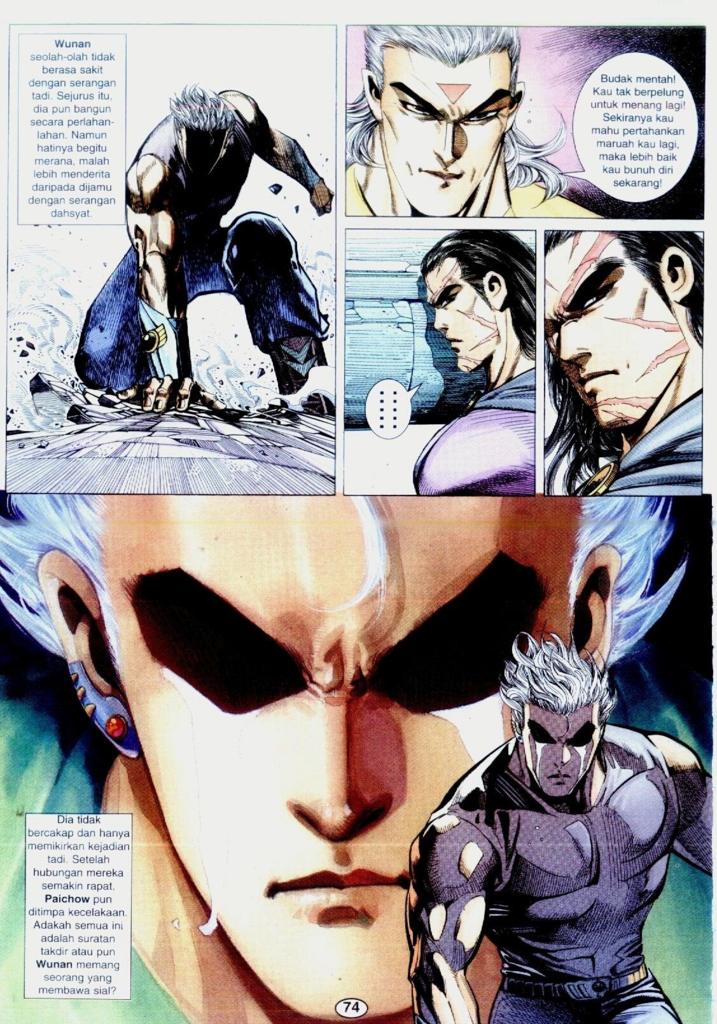 Wunan
seolah-olah tidak
berasa sakit
dengan serangan
tadi. Sejurus itu,
dia pun bangun
secara perlahan-
lahan. Namun
hatinya begitu
merana, malah
lebih menderita
daripada dijamu
dengan serangan
dahsyat.
Budak mentah!
Kau tak berpelung
untuk menang lagi!
Sekiranya kau
mahu pertahankan
maruah kau lagi,
maka lebih baik
kau bunuh diri
sekarang!
Dia tidak
bercakap dan hanya
memikirkan kejadian
tadi. Setelah
hubungan mereka
semakin rapat,
Paichow pun
ditimpa kecelakaan.
Adakah semua ini
adalah suratan
takdir atau pun
Wunan memang
seorang yang
membawa sial?
74